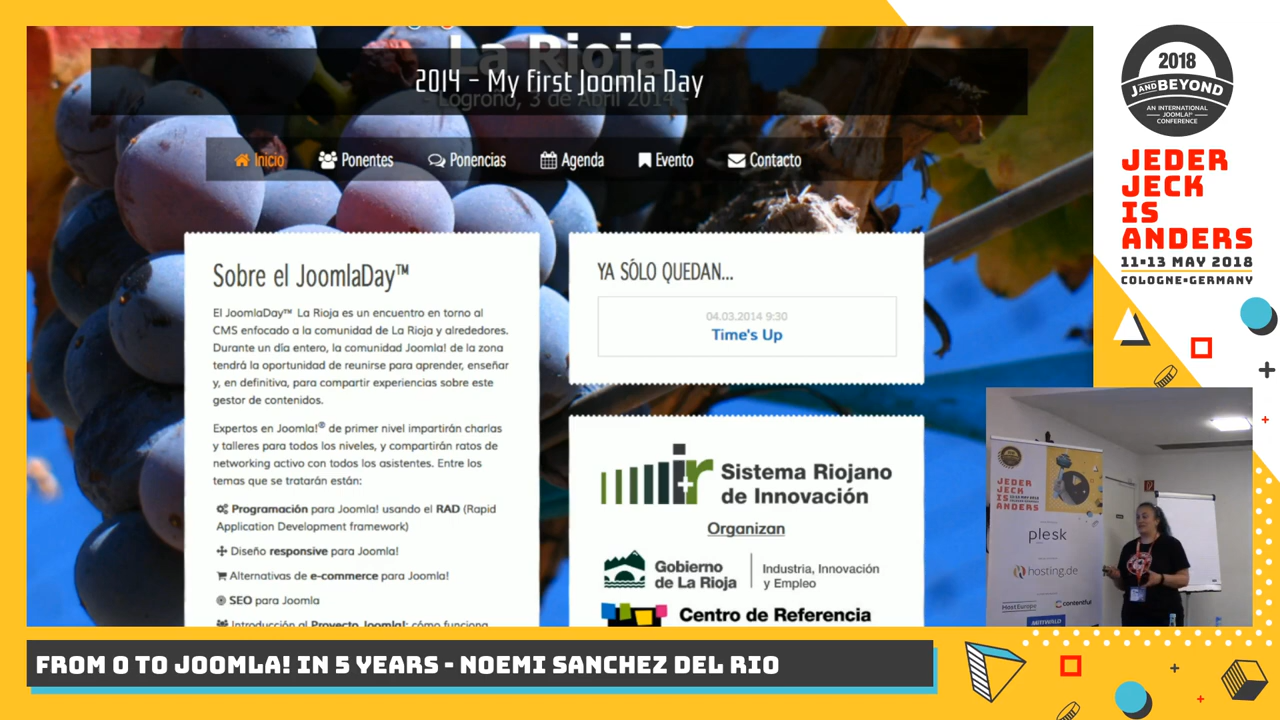 La Rioja
2014 - My first Joomla Day
- Logroño, 3 de Abril 2014 -
Inicio
Ponentes
Ponencias
Agenda
Evento
Contacto
Sobre el JoomlaDay™
El JoomlaDay™ La Rioja es un encuentro en torno al
CMS enfocado a la comunidad de La Rioja y alrededores.
Durante un día entero, la comunidad Joomla! de la zona
tendrá la oportunidad de reunirse para aprender, enseñar
y, en definitiva, para compartir experiencias sobre este
gestor de contenidos.
Expertos en Joomla!® de primer nivel impartirán charlas
y talleres para todos los niveles, y compartirán ratos de
networking activo con todos los asistentes. Entre los
temas que se tratarán están:
Programación para Joomla! usando el RAD (Rapid
Application Development framework)
Diseño responsive para Joomla!
Alternativas de e-commerce para Joomla!
SEO para Joomla
Introducción al Proyecto Joomla!: cómo funciona
YA SÓLO QUEDAN...
04.03.2014 9:30
Time's Up
Sistema Riojano
de Innovación
Organizan
Gobierno
de La Rioja
Industria, Innovación
y Empleo
Centro de Referencia
2018
J AND BEYOND
AN INTERNATIONAL
JOOMLA!®
CONFERENCE
JEDER
JECK
IS
ANDERS
11-13 MAY 2018
COLOGNE•GERMANY
JEDER
JECK
IS
ANDERS
plesk
hosting.de
HostEurope
contentful
MITTWALD
FROM 0 TO JOOMLA! IN 5 YEARS - NOEMI SANCHEZ DEL RIO